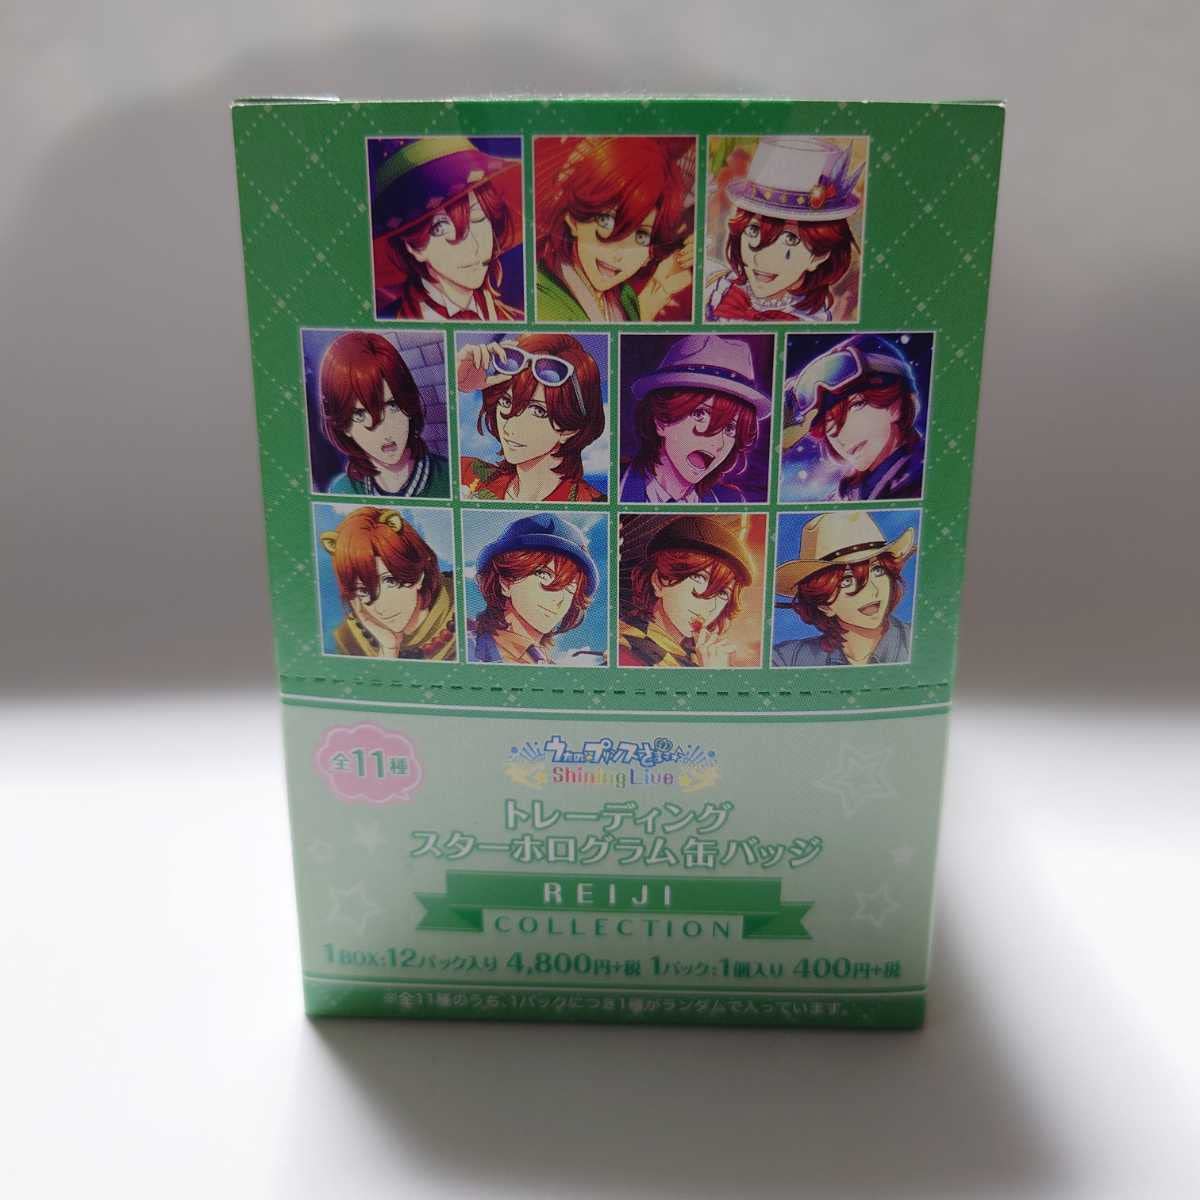 全11種
うたの☆プリンスさまっ♪
Shining Live
トレーディング
スターホログラム缶バッジ
REIJI
COLLECTION
1BOX:12パック入り 4,800円+税 1パック:1個入り 400円+税
※全11種のうち、1パックにつき1種がランダムで入っています。